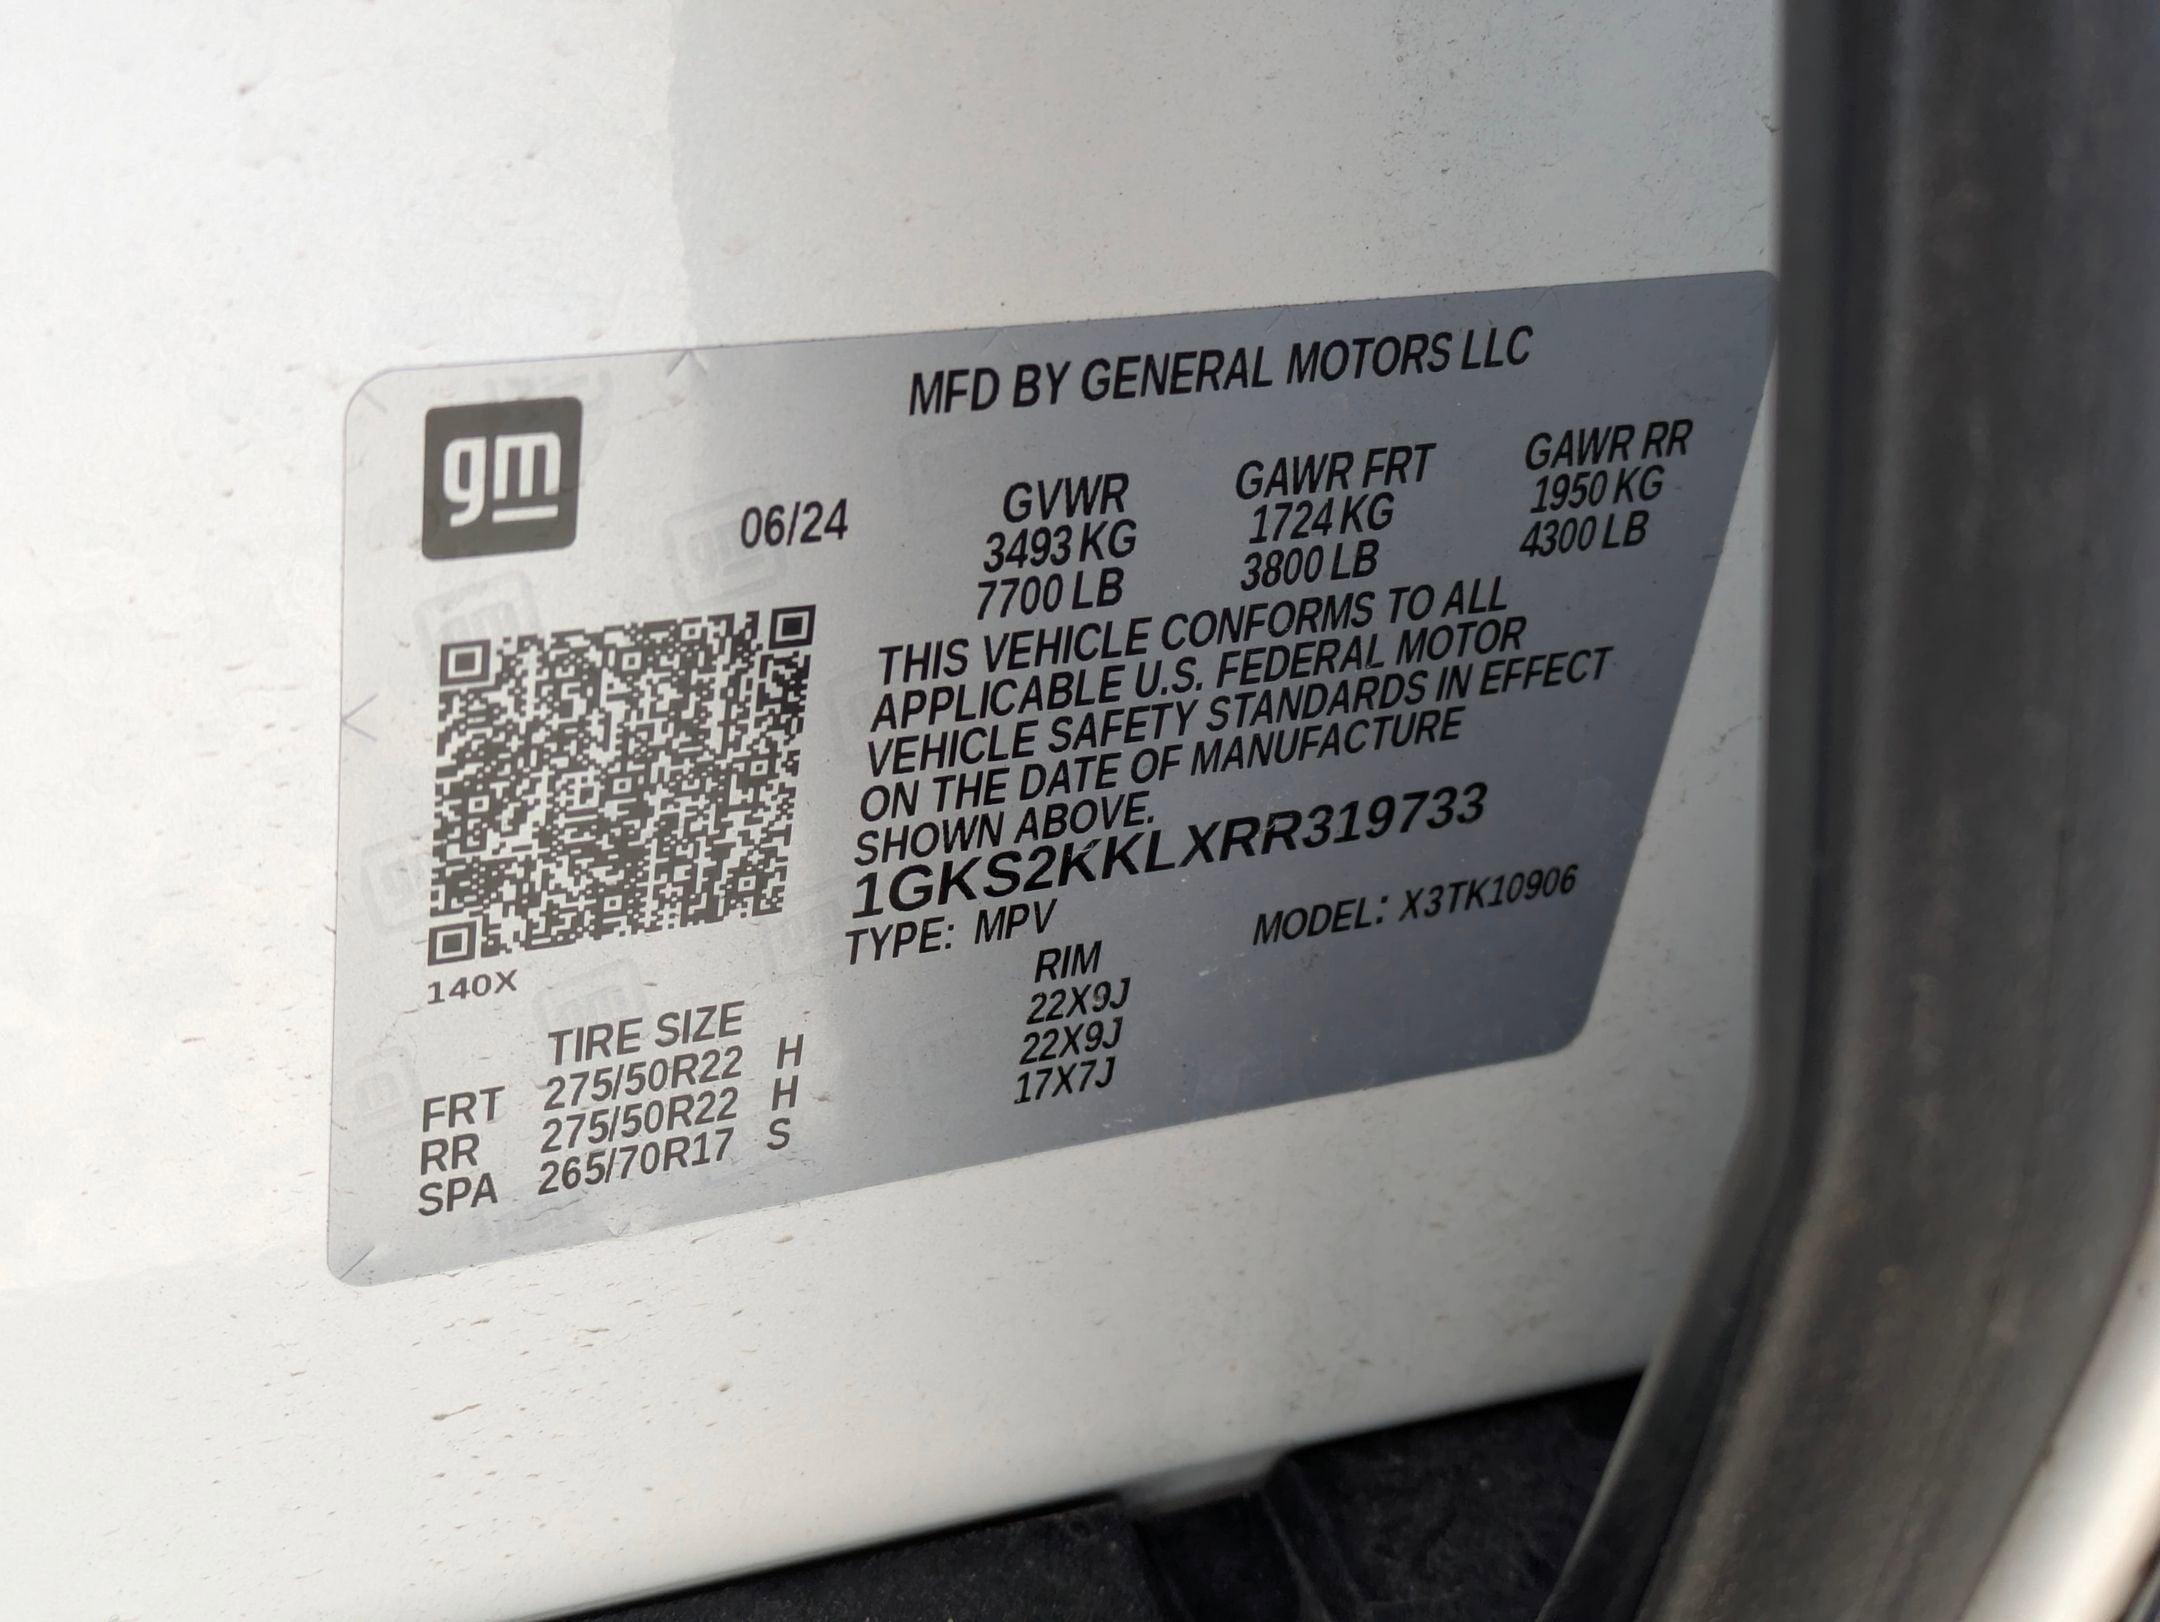 gm
MFD BY GENERAL MOTORS LLC
06/24
GVWR GAWR FRT GAWR RR
3493 KG 1724 KG 1950 KG
7700 LB 3800 LB 4300 LB
THIS VEHICLE CONFORMS TO ALL
APPLICABLE U.S. FEDERAL MOTOR
VEHICLE SAFETY STANDARDS IN EFFECT
ON THE DATE OF MANUFACTURE
SHOWN ABOVE.
1GKS2KKLXRR319733
TYPE: MPV MODEL: X3TK10906
140X
TIRE SIZE RIM
FRT 275/50R22 H 22X9J
RR 275/50R22 H 22X9J
SPA 265/70R17 S 17X7J